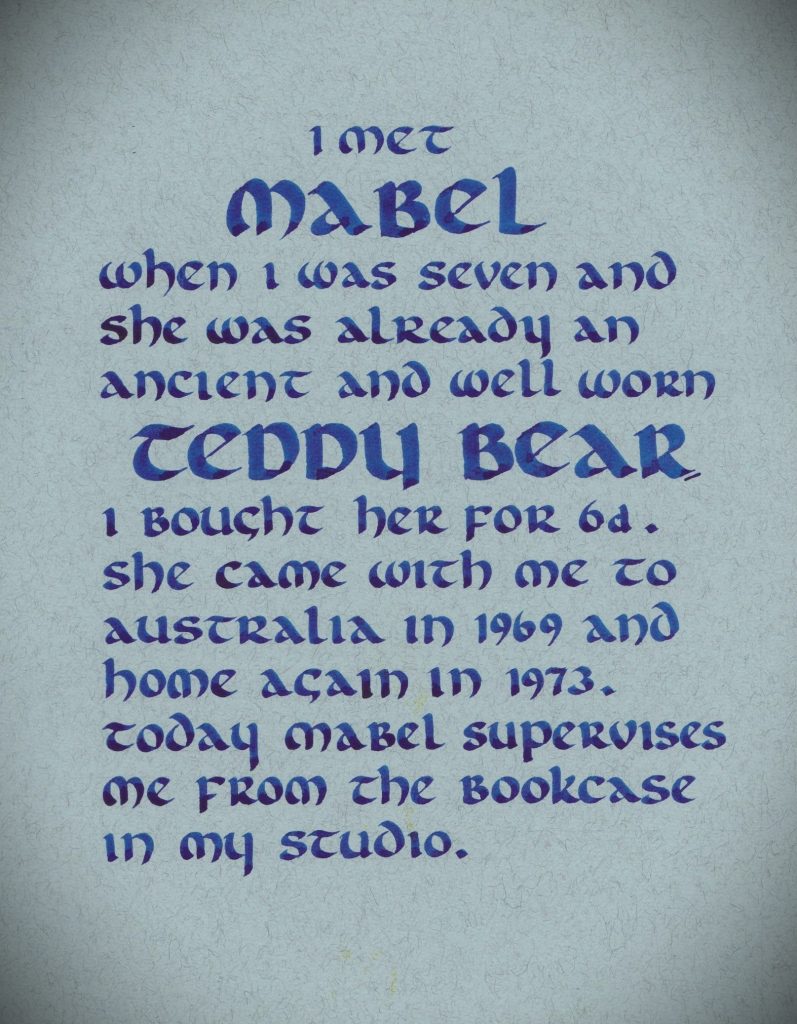 I met
MABEL
when I was seven and
she was already an
ancient and well worn
TEDDY BEAR
I bought her for 6d.
she came with me to
australia in 1969 and
home again in 1973.
today mabel supervises
me from the bookcase
in my studio.